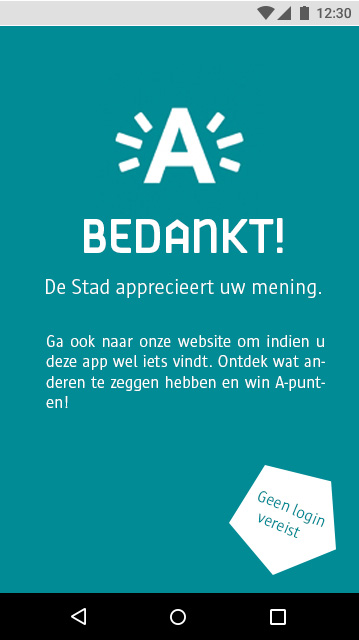 12:30
A
BEDANKT!
De Stad apprecieert uw mening.
Ga ook naar onze website om indien u
deze app wel iets vindt. Ontdek wat an-
deren te zeggen hebben en win A-punt-
en!
Geen login
vereist